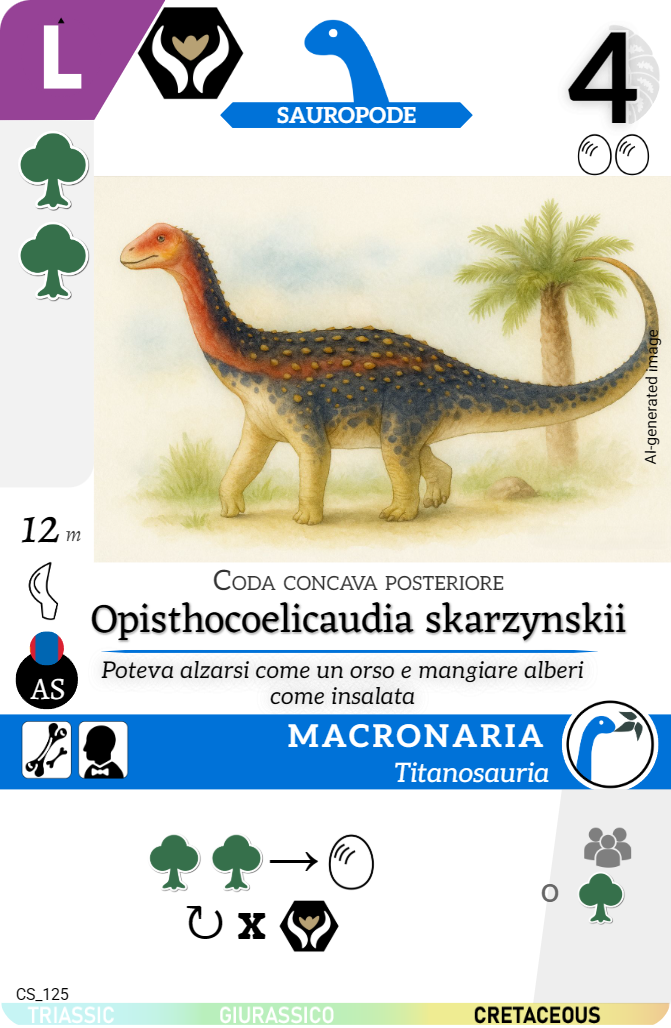 L
SAUROPODE
4
AI-generated image
12 m
Coda concava posteriore
Opisthocoelicaudia skarzynskii
Poteva alzarsi come un orso e mangiare alberi
come insalata
AS
MACRONARIA
Titanosauria
x
O
CS_125
TRIASSIC GIURASSICO CRETACEOUS